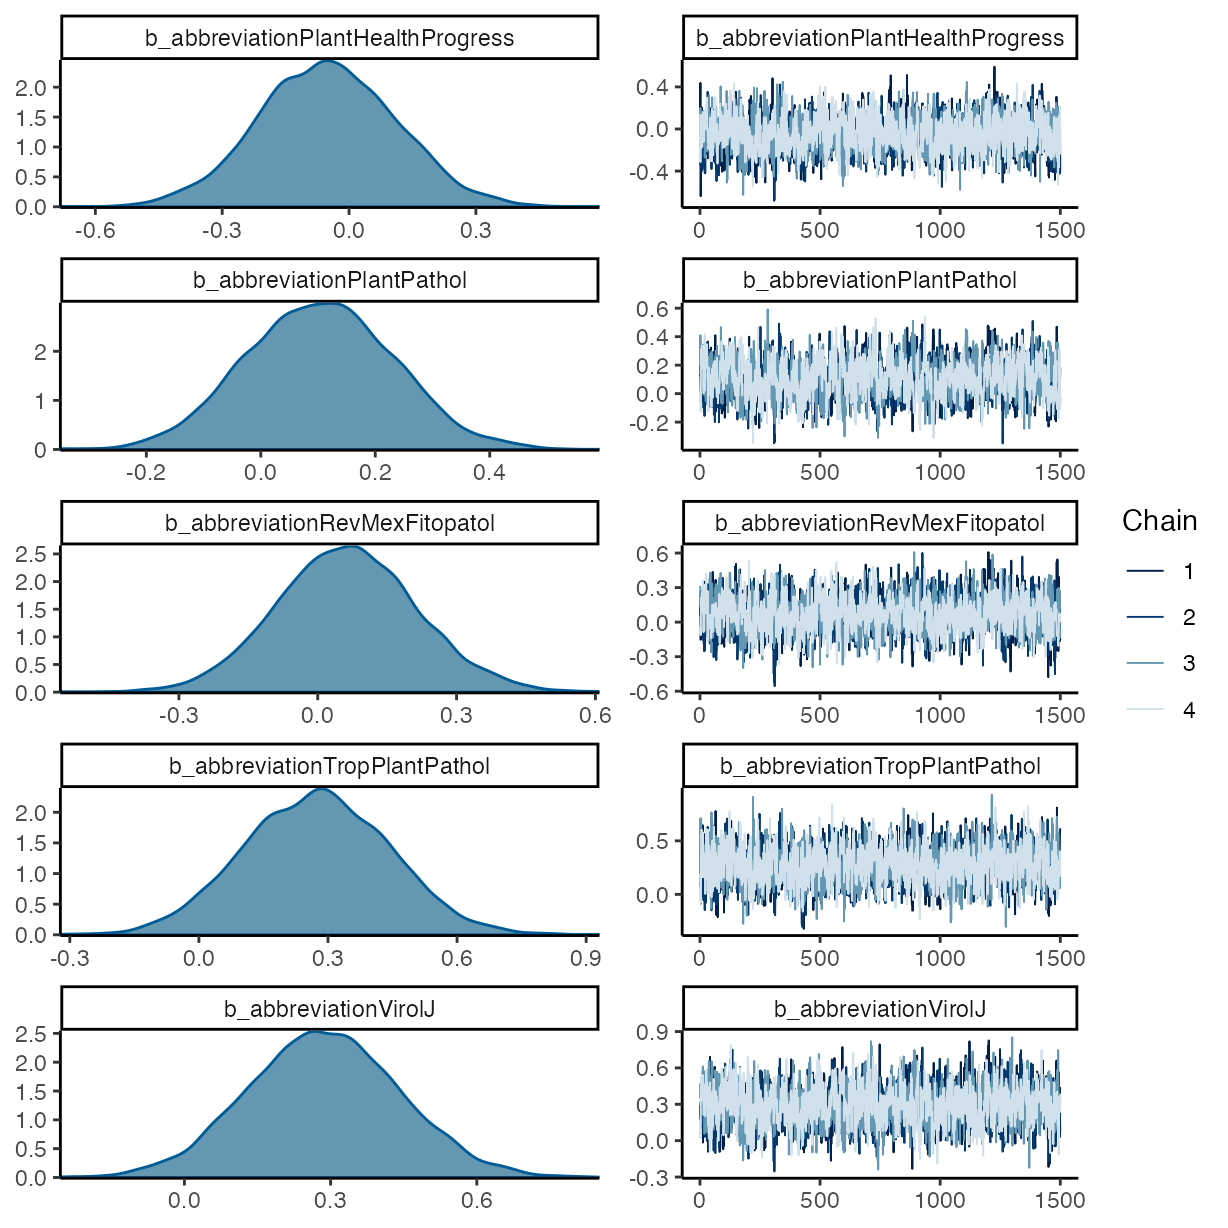 b_abbreviationPlantHealthProgress
2.0
1.5
1.0
0.5
0.0
-0.6 -0.3 0.0 0.3
b_abbreviationPlantHealthProgress
0.4
0.0
-0.4
0 500 1000 1500
b_abbreviationPlantPathol
2
1
0
-0.2 0.0 0.2 0.4
b_abbreviationPlantPathol
0.6
0.4
0.2
0.0
-0.2
0 500 1000 1500
b_abbreviationRevMexFitopatol
2.5
2.0
1.5
1.0
0.5
0.0
-0.3 0.0 0.3 0.6
b_abbreviationRevMexFitopatol
0.6
0.3
0.0
-0.3
-0.6
0 500 1000 1500
b_abbreviationTropPlantPathol
2.0
1.5
1.0
0.5
0.0
-0.3 0.0 0.3 0.6 0.9
b_abbreviationTropPlantPathol
0.5
0.0
0 500 1000 1500
b_abbreviationVirolJ
2.5
2.0
1.5
1.0
0.5
0.0
0.0 0.3 0.6
b_abbreviationVirolJ
0.9
0.6
0.3
0.0
-0.3
0 500 1000 1500
Chain
1
2
3
4